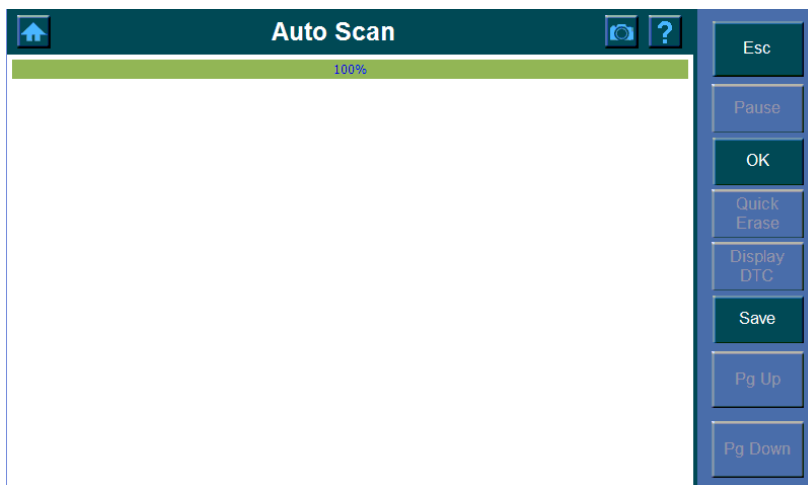 Auto Scan
?
Esc
100%
Pause
OK
Quick
Erase
Display
DTC
Save
Pg Up
Pg Down